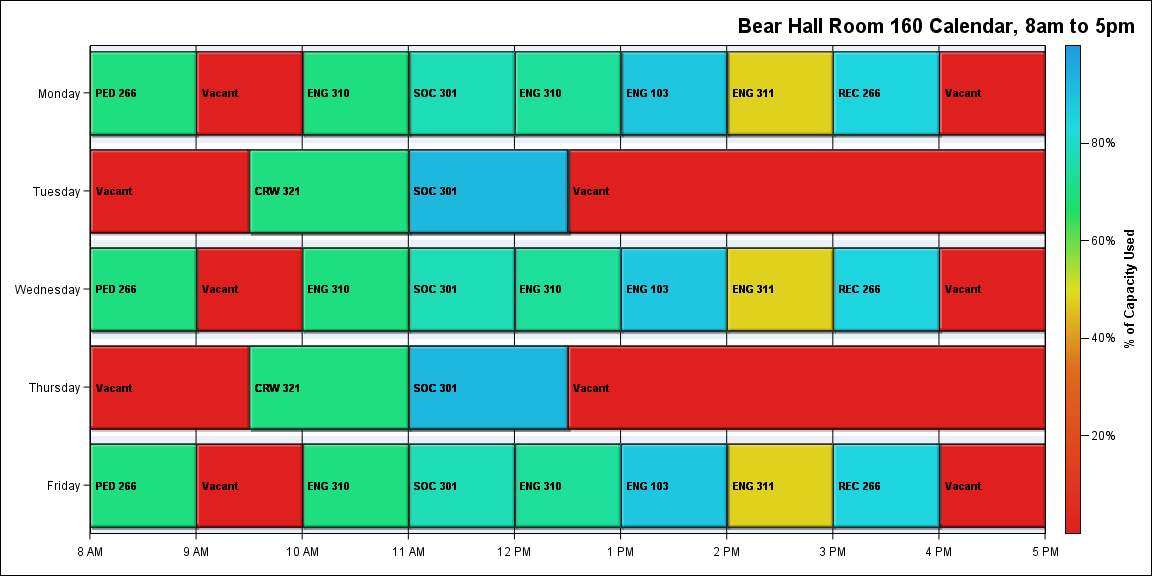 Bear Hall Room 160 Calendar, 8am to 5pm
Monday
PED 266
Vacant
ENG 310
SOC 301
ENG 310
ENG 103
ENG 311
REC 266
Vacant
Tuesday
Vacant
CRW 321
SOC 301
Vacant
Wednesday
PED 266
Vacant
ENG 310
SOC 301
ENG 310
ENG 103
ENG 311
REC 266
Vacant
Thursday
Vacant
CRW 321
SOC 301
Vacant
Friday
PED 266
Vacant
ENG 310
SOC 301
ENG 310
ENG 103
ENG 311
REC 266
Vacant
8 AM
9 AM
10 AM
11 AM
12 PM
1 PM
2 PM
3 PM
4 PM
5 PM
80%
60%
40%
20%
% of Capacity Used